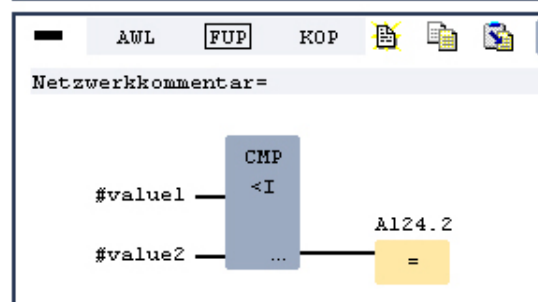 AWL FUP KOP
Netzwerkkommentar=
CMP
<I
#value1
A124.2
#value2 ... =